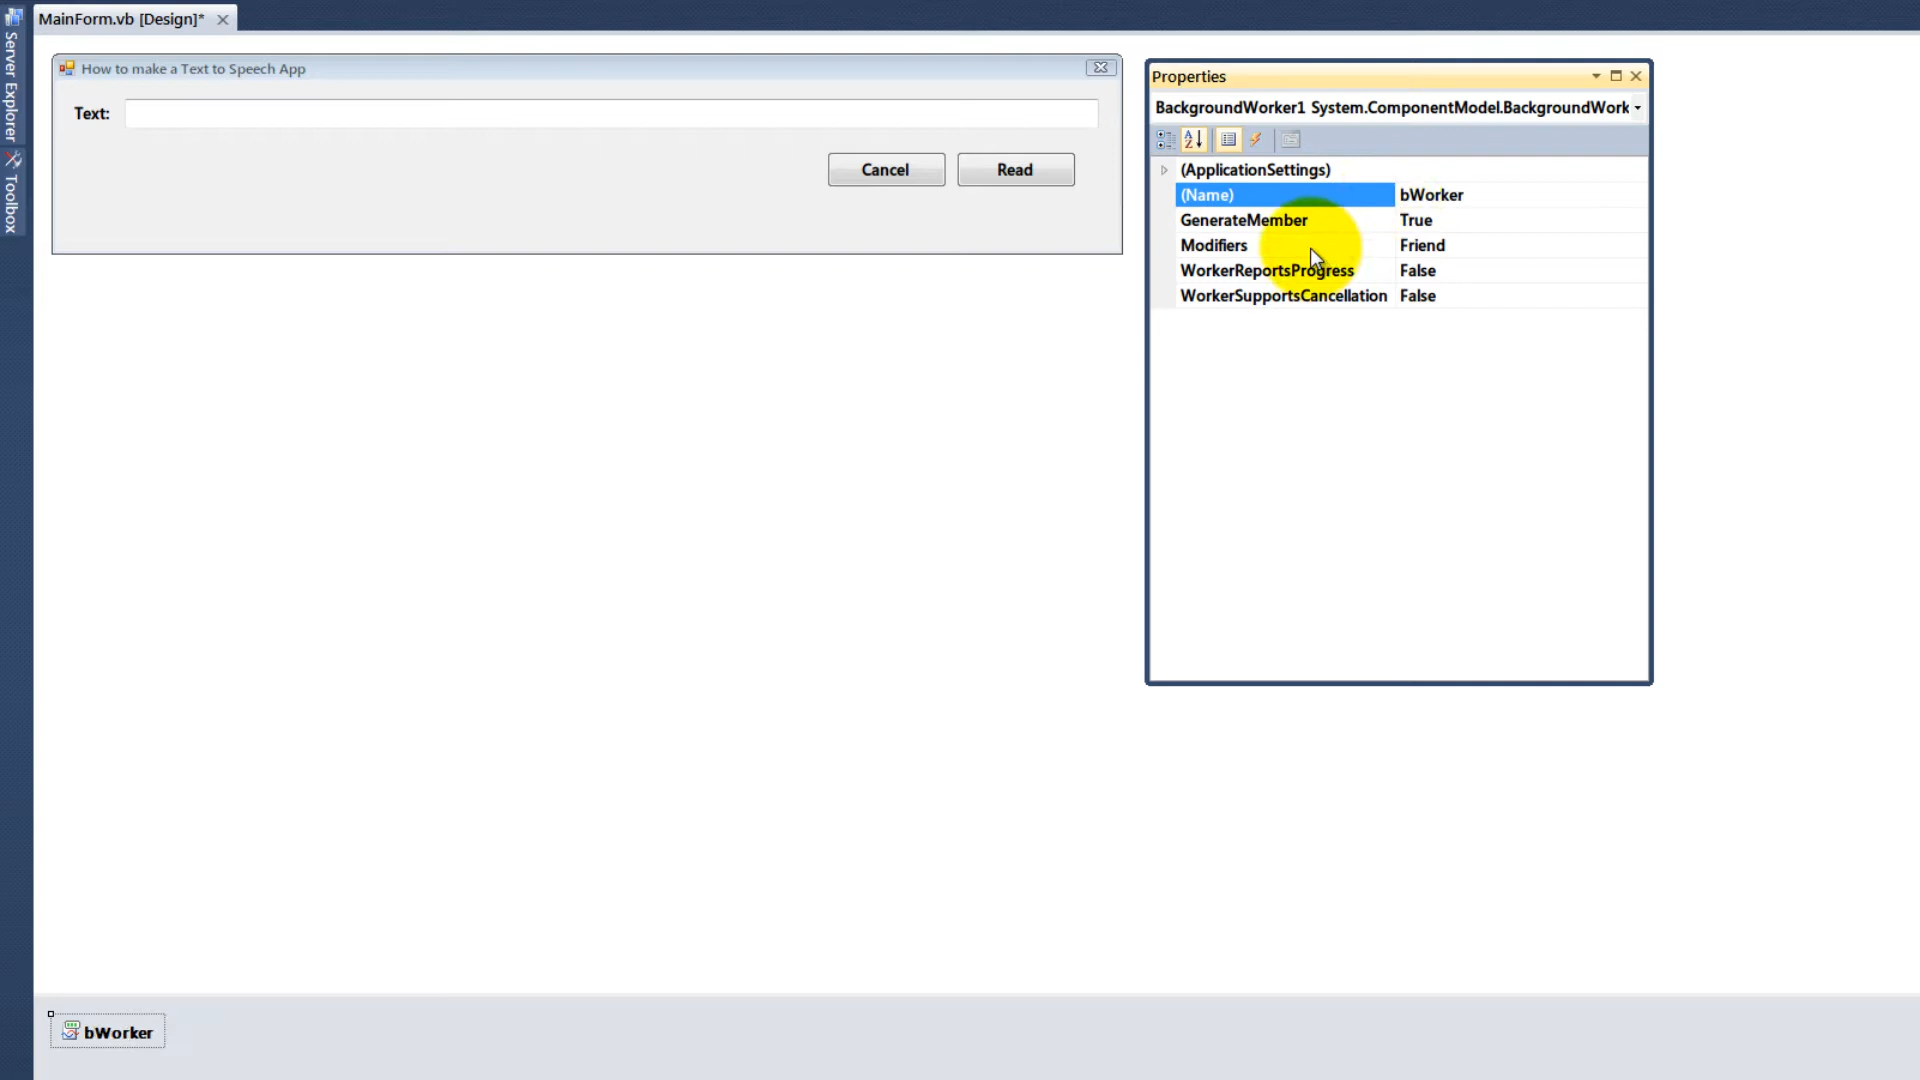 MainForm.vb [Design]*
Server Explorer
Toolbox
How to make a Text to Speech App
Text:
Cancel
Read
Properties
BackgroundWorker1 System.ComponentModel.BackgroundWork
(ApplicationSettings)
(Name) bWorker
GenerateMember True
Modifiers Friend
WorkerReportsProgress False
WorkerSupportsCancellation False
bWorker